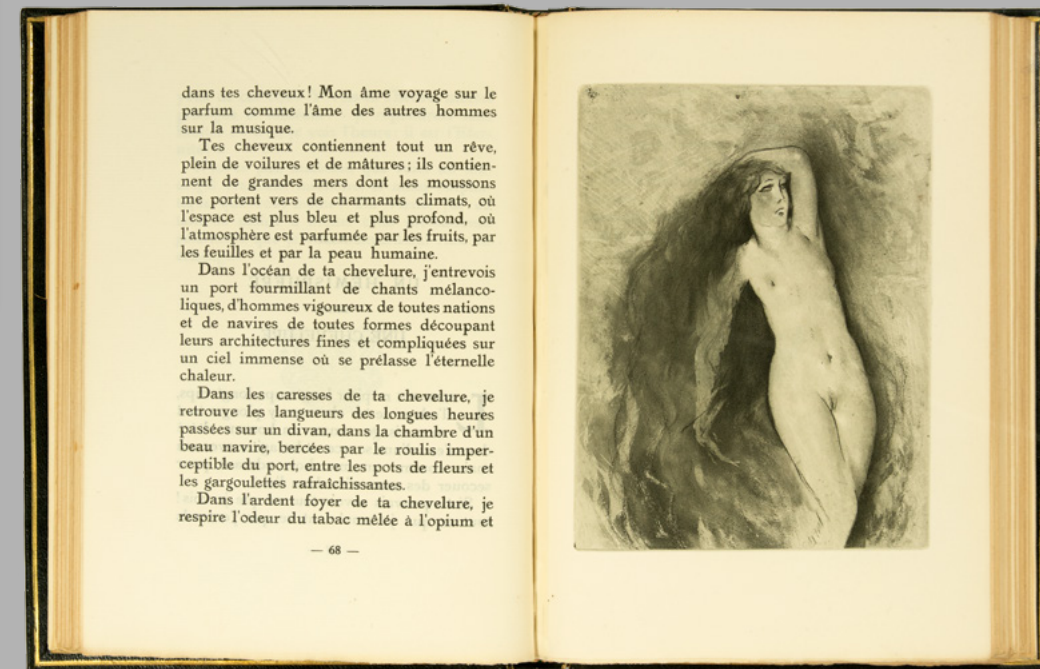 dans tes cheveux! Mon âme voyage sur le
parfum comme l'âme des autres hommes
sur la musique.
Tes cheveux contiennent tout un rêve,
plein de voilures et de mâtures; ils contien-
nent de grandes mers dont les moussons
me portent vers de charmants climats, où
l'espace est plus bleu et plus profond, où
l'atmosphère est parfumée par les fruits, par
les feuilles et par la peau humaine.
Dans l'océan de ta chevelure, j'entrevois
un port fourmillant de chants mélanco-
liques, d'hommes vigoureux de toutes nations
et de navires de toutes formes découpant
leurs architectures fines et compliquées sur
un ciel immense où se prélasse l'éternelle
chaleur.
Dans les caresses de ta chevelure, je
retrouve les langueurs des longues heures
passées sur un divan, dans la chambre d'un
beau navire, bercées par le roulis imper-
ceptible du port, entre les pots de fleurs et
les gargoulettes rafraîchissantes.
Dans l'ardent foyer de ta chevelure, je
respire l'odeur du tabac mêlée à l'opium et
— 68 —